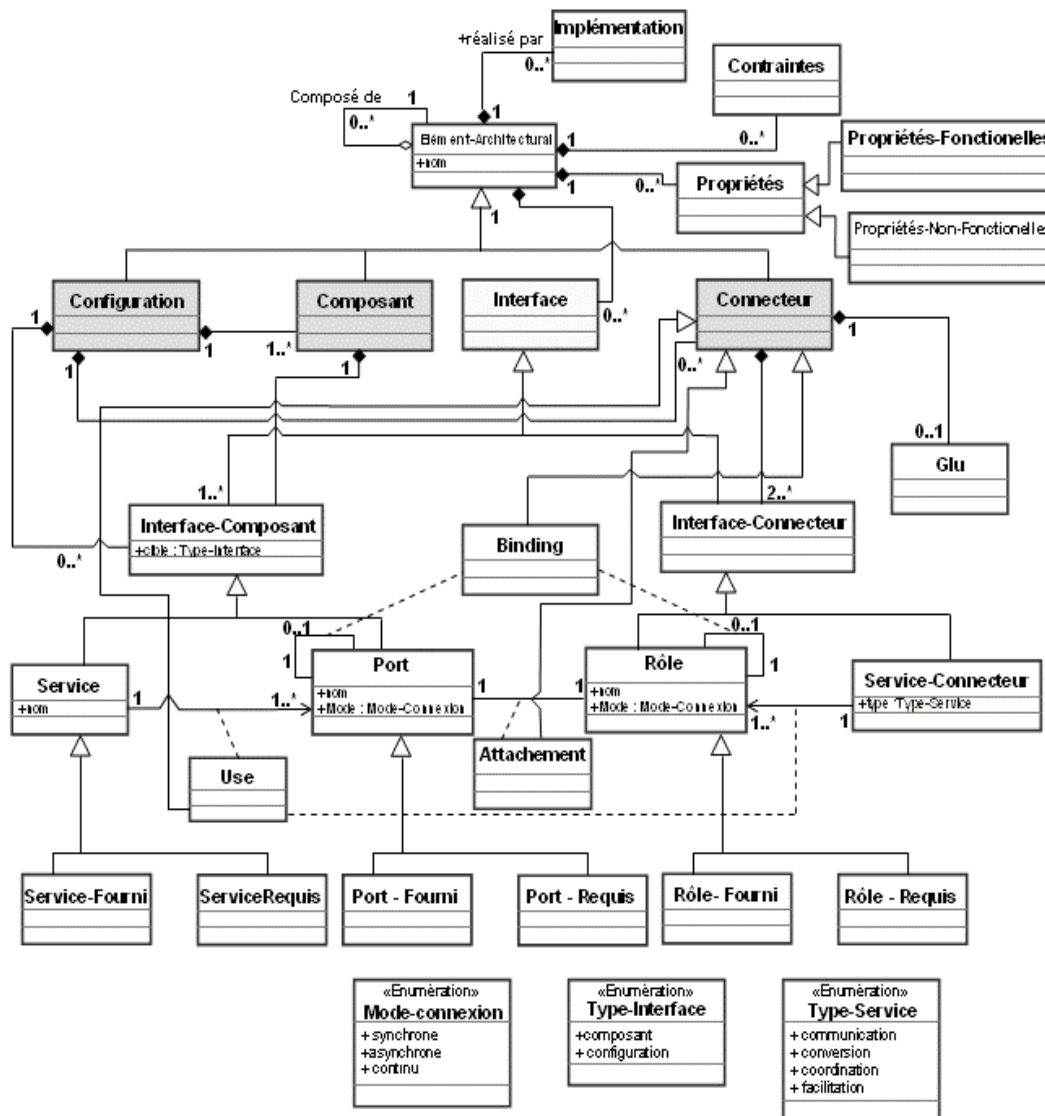 Implémentation
+réalisé par
0..*
1
Contraintes
0..*
1
Composé de
1
0..*
Elément-Architectural
+nom
1
1
0..*
Propriétés
Propriétés-Fonctionelles
Propriétés-Non-Fonctionelles
Configuration
Composant
Interface
Connecteur
1
1
1..*
1
1
0..*
0..*
1
0..1
Glu
1..*
2..*
Interface-Composant
+cible : Type-Interface
0..*
Binding
Interface-Connecteur
Service
+nom
1
1..*
0..1
1
Port
+nom
+Mode : Mode-Connexion
1
1
Rôle
+nom
+Mode : Mode-Connexion
0..1
1
1..*
1
Service-Connecteur
+type :Type-Service
Use
Attachement
Service-Fourni
ServiceRequis
Port - Fourni
Port - Requis
Rôle- Fourni
Rôle - Requis
«Enumération»
Mode-connexion
+ synchrone
+asynchrone
+ continu
«Enumération»
Type-Interface
+composant
+ configuration
«Enumération»
Type-Service
+ communication
+ conversion
+ coordination
+ facilitation